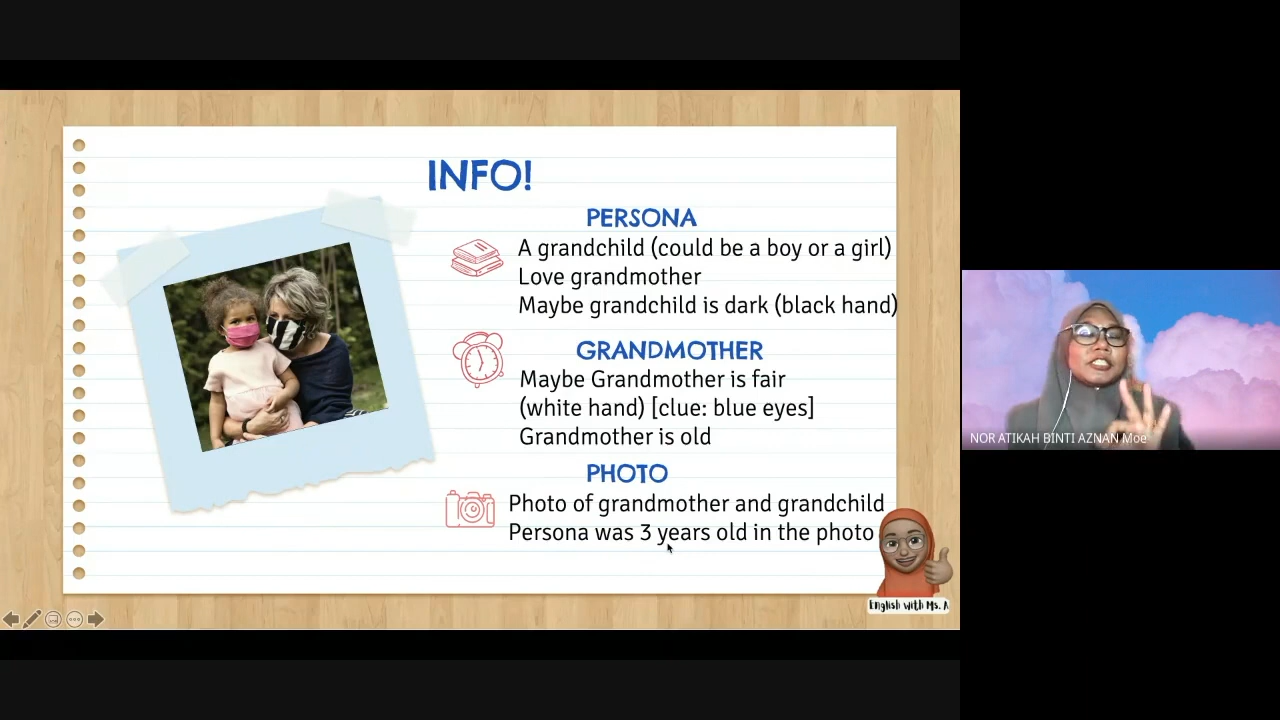 INFO!
PERSONA
A grandchild (could be a boy or a girl)
Love grandmother
Maybe grandchild is dark (black hand)
GRANDMOTHER
Maybe Grandmother is fair
(white hand) [clue: blue eyes]
Grandmother is old
PHOTO
Photo of grandmother and grandchild
Persona was 3 years old in the photo
English with Ms. A
NOR ATIKAH BINTI AZNAN Moe